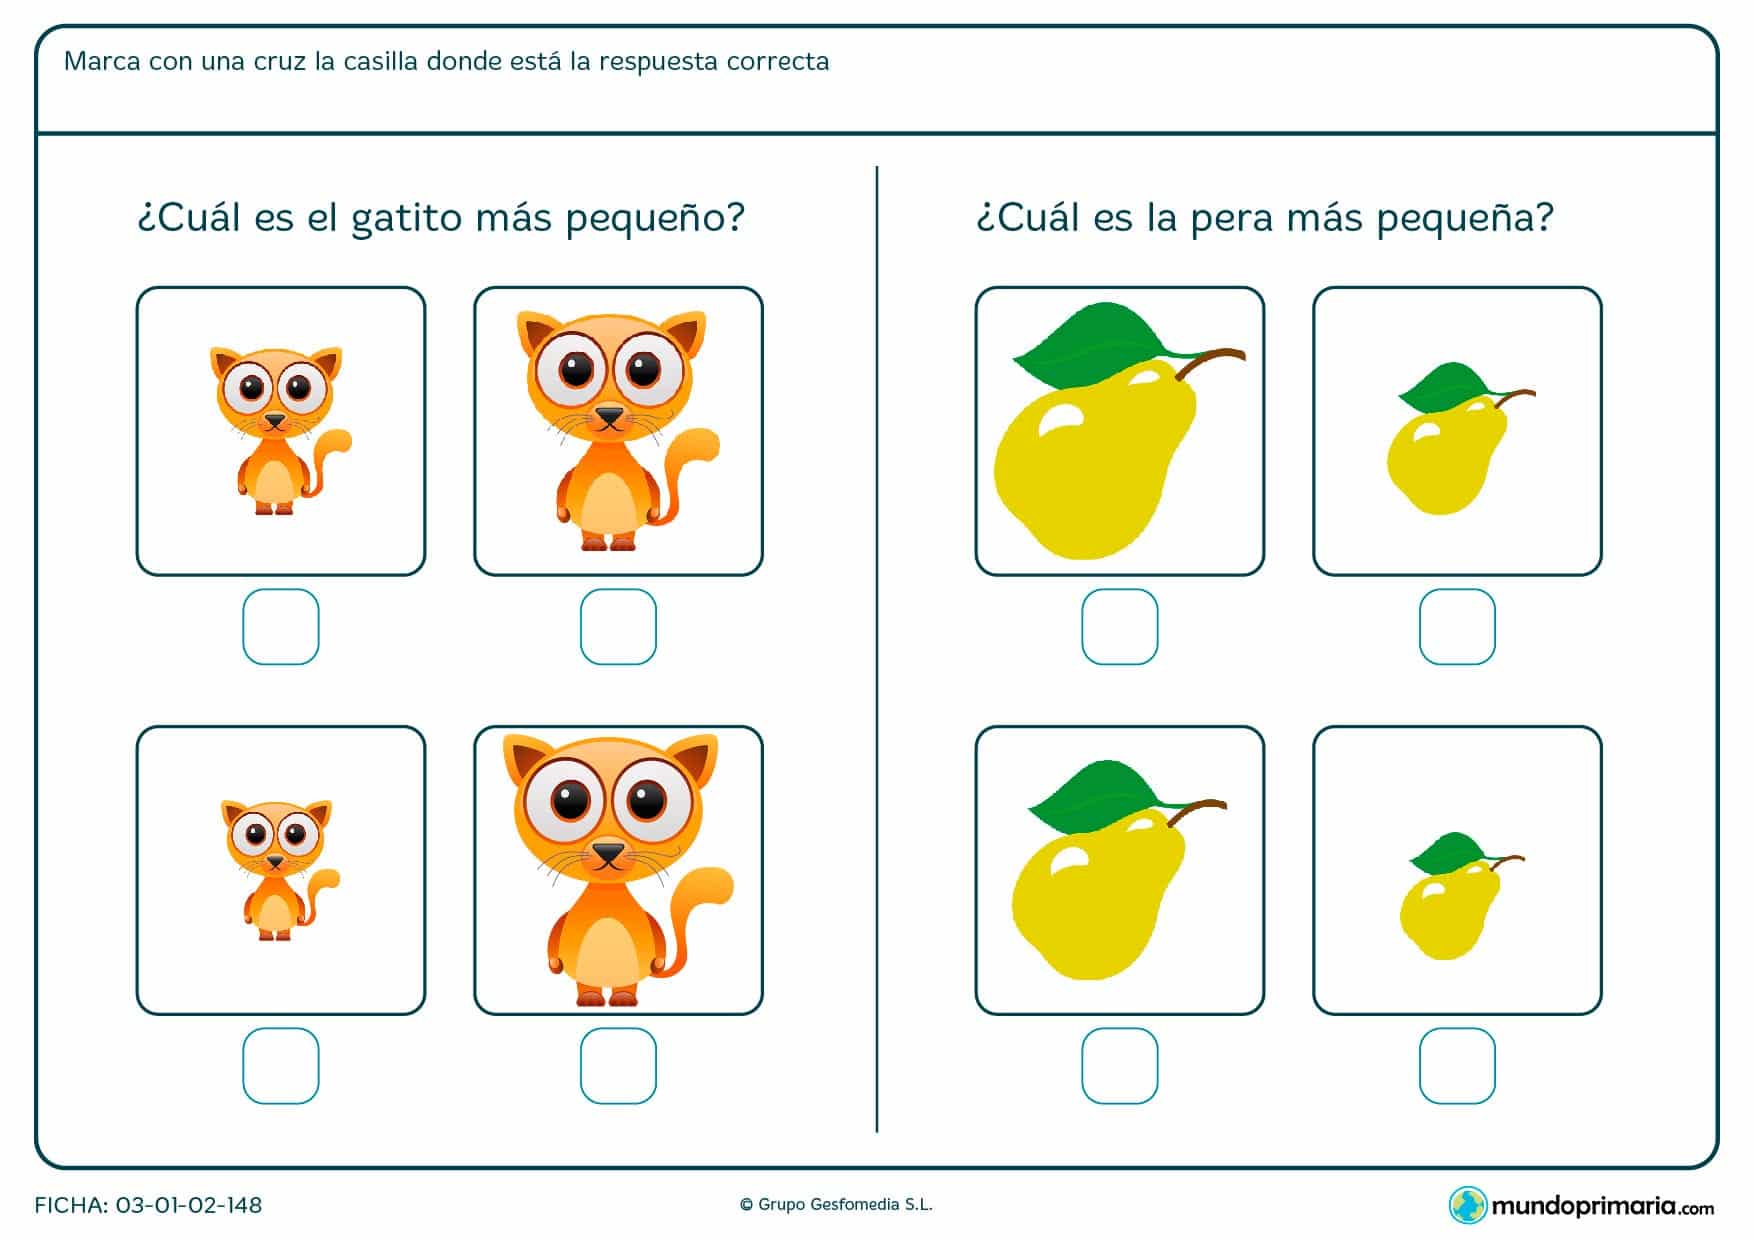 Marca con una cruz la casilla donde está la respuesta correcta
¿Cuál es el gatito más pequeño?
¿Cuál es la pera más pequeña?
FICHA: 03-01-02-148
© Grupo Gesfomedia S.L.
mundoprimaria.com